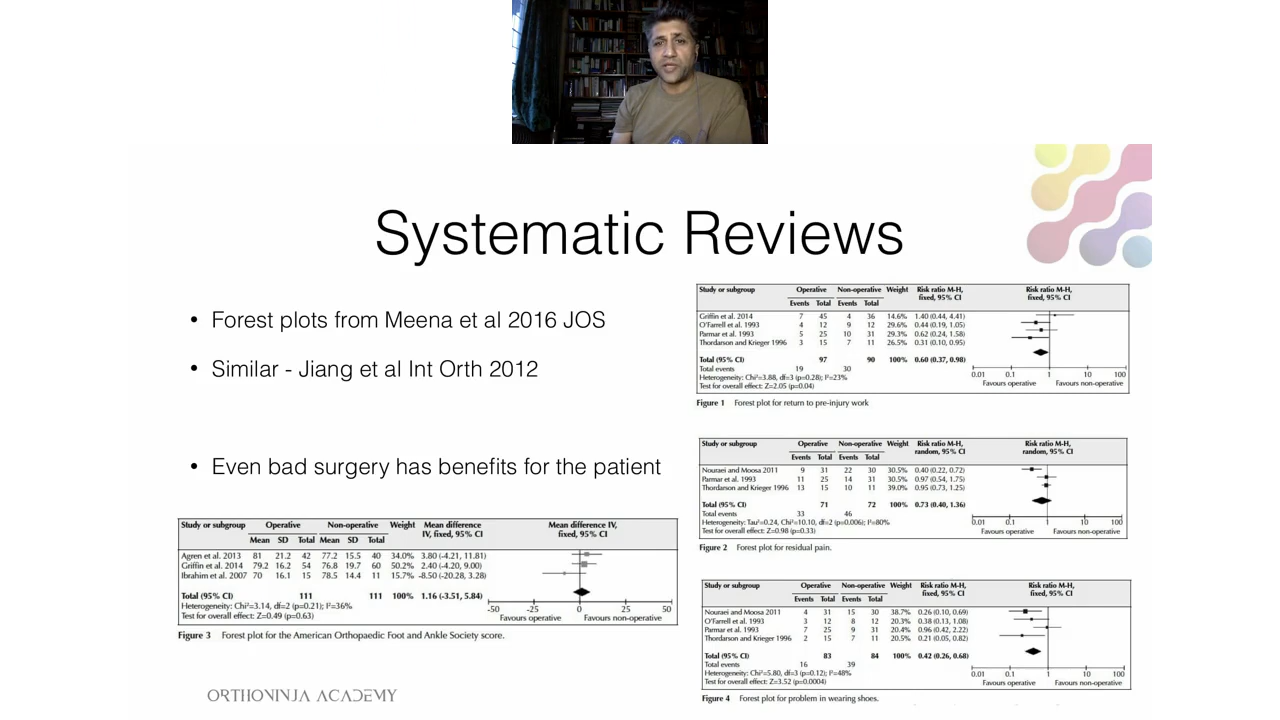 Systematic Reviews
• Forest plots from Meena et al 2016 JOS
• Similar - Jiang et al Int Orth 2012
• Even bad surgery has benefits for the patient
Study or subgroup Operative Non-operative Weight Mean difference IV, fixed, 95% CI Mean difference IV, fixed, 95% CI
Mean SD Total Mean SD Total
Agren et al. 2013 81 21.2 42 77.2 15.5 40 34.0% 3.80 (-4.21, 11.81)
Griffin et al. 2014 79.2 16.2 54 76.8 19.7 60 50.2% 2.40 (-4.20, 9.00)
Ibrahim et al. 2007 70 16.1 15 78.5 14.4 11 15.7% -8.50 (-20.28, 3.28)
Total (95% CI) 111 111 100% 1.16 (-3.51, 5.84)
Heterogeneity: Chi²=3.14, df=2 (p=0.21); I²=36%
Test for overall effect: Z=0.49 (p=0.63)
-50 -25 0 25 50
Favours operative Favours non-operative
Figure 3 Forest plot for the American Orthopaedic Foot and Ankle Society score.
ORTHONINJA ACADEMY
Study or subgroup Operative Non-operative Weight Risk ratio M-H, fixed, 95% CI Risk ratio M-H, fixed, 95% CI
Events Total Events Total
Griffin et al. 2014 7 45 4 36 14.6% 1.40 (0.44, 4.41)
O'Farrell et al. 1993 4 12 9 12 29.6% 0.44 (0.19, 1.05)
Parmar et al. 1993 5 25 10 31 29.4% 0.62 (0.24, 1.58)
Thordarson and Krieger 1996 3 15 7 11 26.5% 0.31 (0.10, 0.95)
Total (95% CI) 97 90 100% 0.60 (0.37, 0.98)
Total events 19 30
Heterogeneity: Chi²=3.88, df=3 (p=0.28); I²=23%
Test for overall effect: Z=2.05 (p=0.04)
0.01 0.1 1 10 100
Favours operative Favours non-operative
Figure 1 Forest plot for return to pre-injury work
Study or subgroup Operative Non-operative Weight Risk ratio M-H, random, 95% CI Risk ratio M-H, random, 95% CI
Events Total Events Total
Nouraei and Moosa 2011 9 31 22 30 30.5% 0.40 (0.22, 0.72)
Parmar et al. 1993 11 25 14 31 30.5% 0.97 (0.54, 1.75)
Thordarson and Krieger 1996 13 15 10 11 39.0% 0.95 (0.73, 1.25)
Total (95% CI) 71 72 100% 0.73 (0.40, 1.36)
Total events 33 46
Heterogeneity: Tau²=0.24, Chi²=10.10, df=2 (p=0.006); I²=80%
Test for overall effect: Z=0.98 (p=0.33)
0.01 0.1 1 10 100
Favours operative Favours non-operative
Figure 2 Forest plot for residual pain.
Study or subgroup Operative Non-operative Weight Risk ratio M-H, fixed, 95% CI Risk ratio M-H, fixed, 95% CI
Events Total Events Total
Nouraei and Moosa 2011 4 31 15 30 38.7% 0.26 (0.10, 0.69)
O'Farrell et al. 1993 3 12 8 12 20.4% 0.38 (0.13, 1.08)
Parmar et al. 1993 7 25 9 31 20.4% 0.96 (0.42, 2.22)
Thordarson and Krieger 1996 2 15 7 11 20.5% 0.21 (0.05, 0.82)
Total (95% CI) 83 84 100% 0.42 (0.26, 0.68)
Total events 16 39
Heterogeneity: Chi²=5.80, df=3 (p=0.12); I²=48%
Test for overall effect: Z=3.52 (p=0.0004)
0.01 0.1 1 10 100
Favours operative Favours non-operative
Figure 4 Forest plot for problem in wearing shoes.